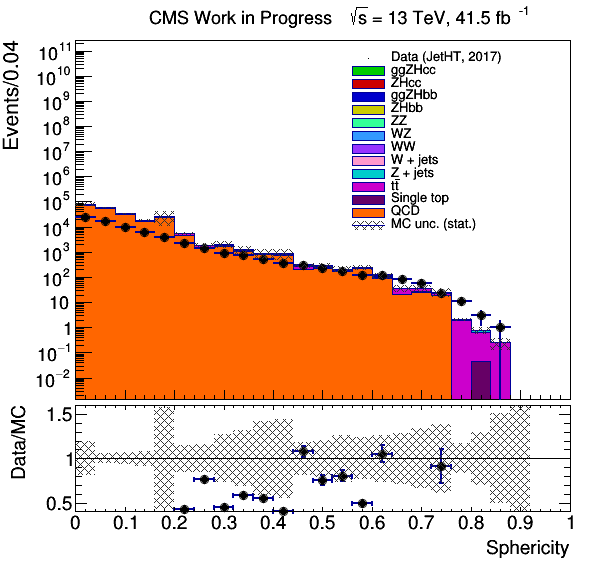 CMS Work in Progress √s = 13 TeV, 41.5 fb⁻¹
Events/0.04
10¹¹
10¹⁰
10⁹
10⁸
10⁷
10⁶
10⁵
10⁴
10³
10²
10
1
10⁻¹
10⁻²
Data (JetHT, 2017)
ggZHcc
ZHcc
ggZHbb
ZHbb
ZZ
WZ
WW
W + jets
Z + jets
tt̄
Single top
QCD
MC unc. (stat.)
Data/MC
1.5
1
0.5
0 0.1 0.2 0.3 0.4 0.5 0.6 0.7 0.8 0.9 1
Sphericity